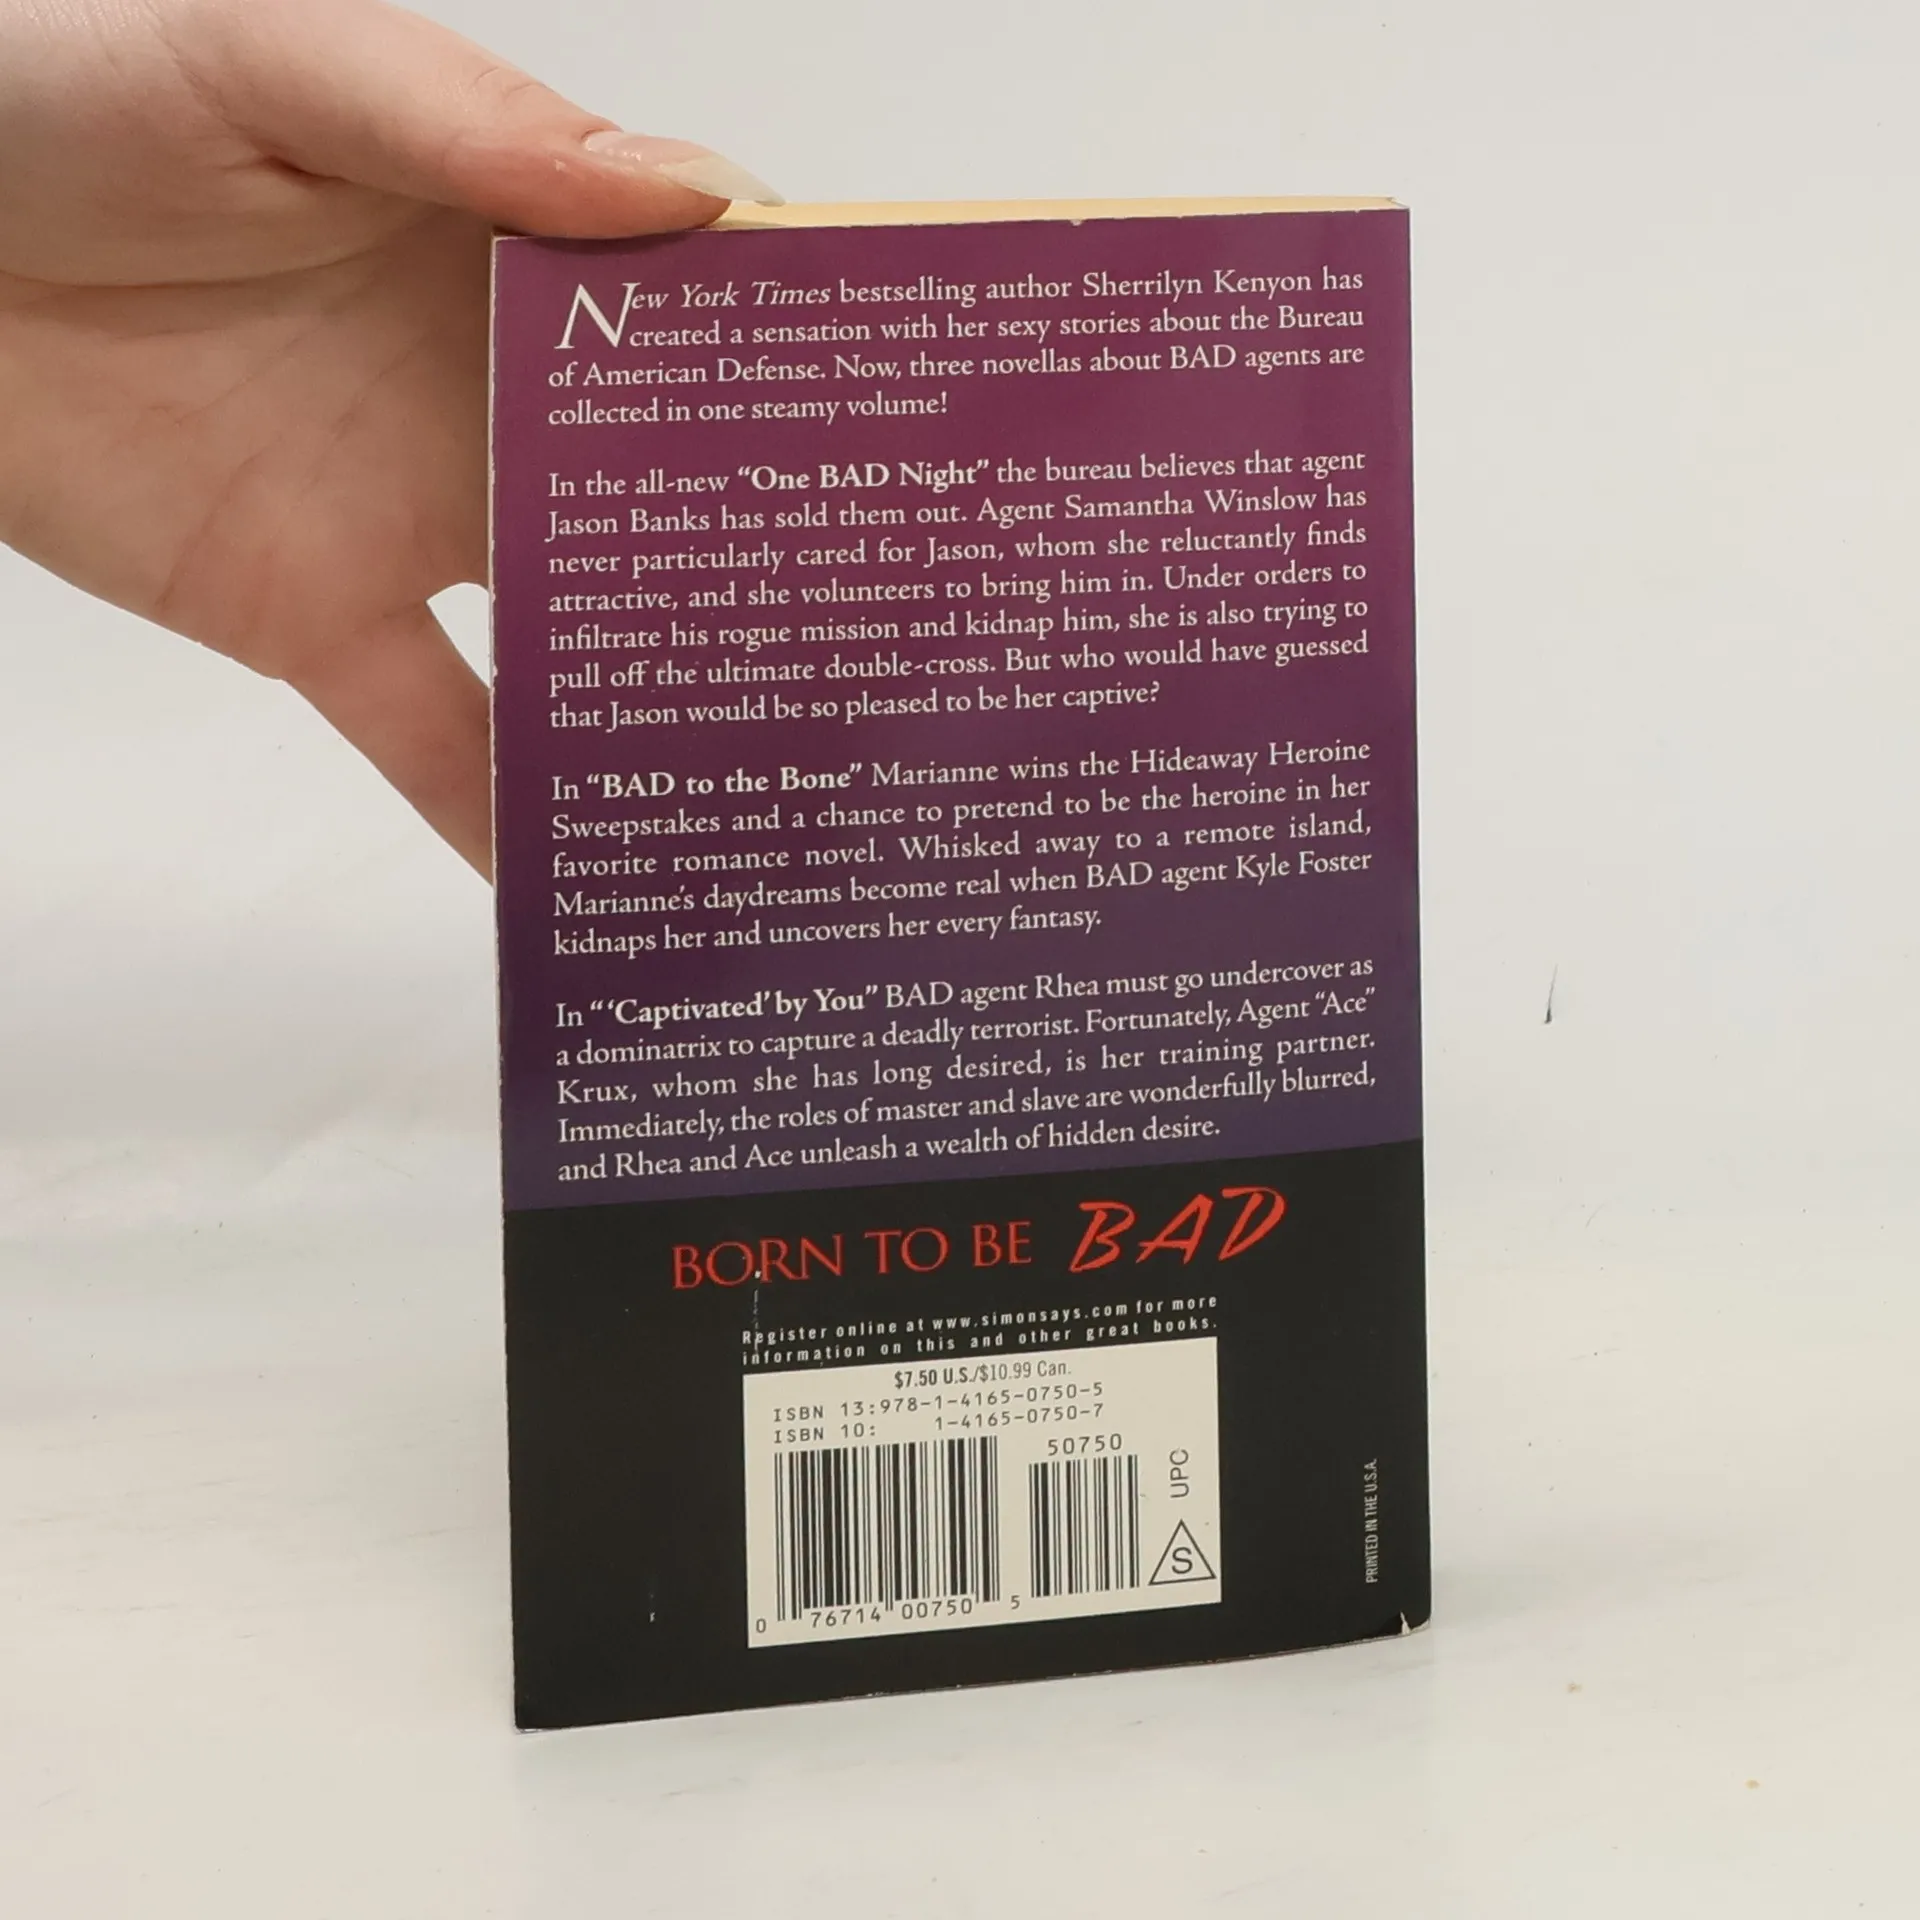 New York Times bestselling author Sherrilyn Kenyon has
created a sensation with her sexy stories about the Bureau
of American Defense. Now, three novellas about BAD agents are
collected in one steamy volume!
In the all-new “One BAD Night” the bureau believes that agent
Jason Banks has sold them out. Agent Samantha Winslow has
never particularly cared for Jason, whom she reluctantly finds
attractive, and she volunteers to bring him in. Under orders to
infiltrate his rogue mission and kidnap him, she is also trying to
pull off the ultimate double-cross. But who would have guessed
that Jason would be so pleased to be her captive?
In “BAD to the Bone” Marianne wins the Hideaway Heroine
Sweepstakes and a chance to pretend to be the heroine in her
favorite romance novel. Whisked away to a remote island,
Marianne's daydreams become real when BAD agent Kyle Foster
kidnaps her and uncovers her every fantasy.
In “‘Captivated’ by You” BAD agent Rhea must go undercover as
a dominatrix to capture a deadly terrorist. Fortunately, Agent “Ace”
Krux, whom she has long desired, is her training partner.
Immediately, the roles of master and slave are wonderfully blurred,
and Rhea and Ace unleash a wealth of hidden desire.
BORN TO BE BAD
Register online at www.simonsays.com for more
information on this and other great books.
$7.50 U.S./$10.99 Can.
ISBN 13:978-1-4165-0750-5
ISBN 10: 1-4165-0750-7
50750
UPC
S
0 76714 00750 5
PRINTED IN THE U.S.A.